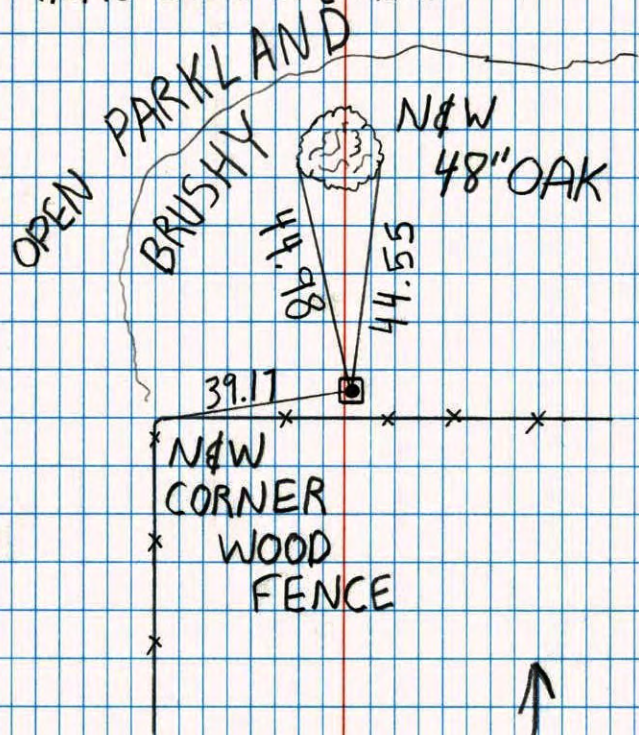 OPEN PARKLAND
BRUSHY
N&W
48" OAK
44.98
44.55
39.17
N&W
CORNER
WOOD
FENCE